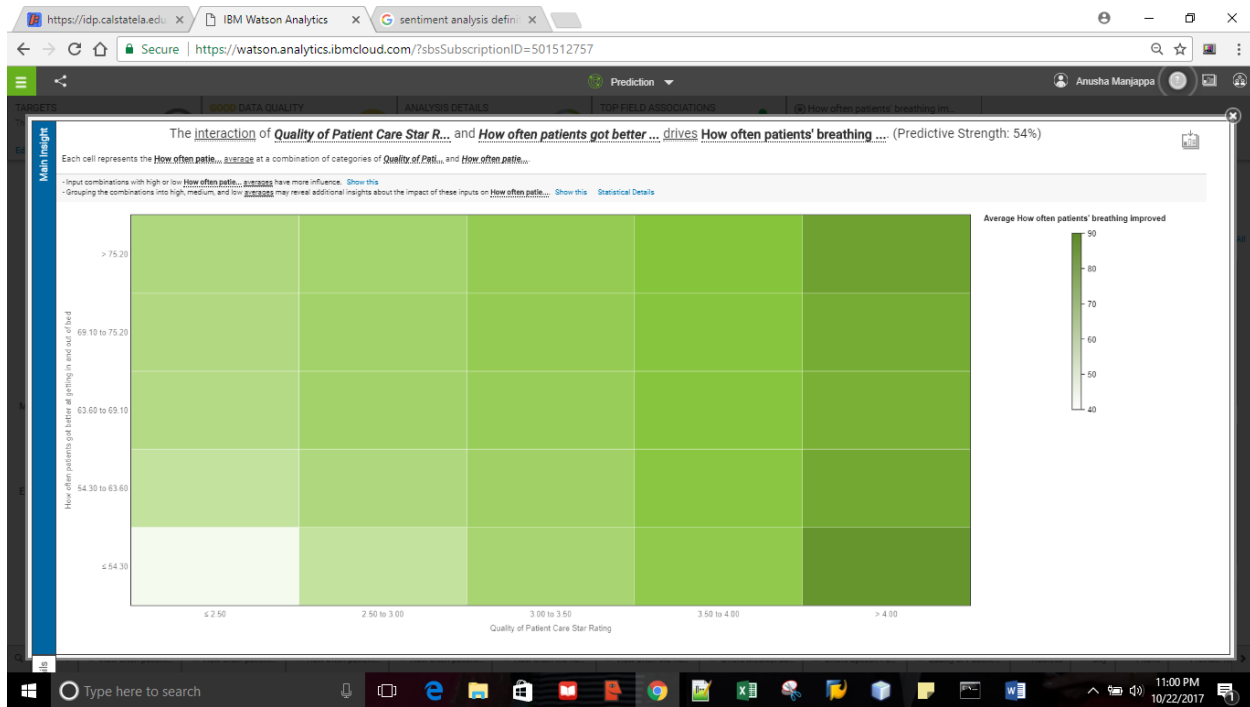 https://idp.calstatela.edu
IBM Watson Analytics
sentiment analysis defini
Secure
https://watson.analytics.ibmcloud.com/?sbsSubscriptionID=501512757
Prediction
Anusha Manjappa
TARGETS
GOOD DATA QUALITY
ANALYSIS DETAILS
TOP FIELD ASSOCIATIONS
How often patients' breathing im...
Main Insight
The interaction of Quality of Patient Care Star R... and How often patients got better ... drives How often patients' breathing .... (Predictive Strength: 54%)
Each cell represents the How often patie... average at a combination of categories of Quality of Pati... and How often patie....
- Input combinations with high or low How often patie... averages have more influence. Show this
- Grouping the combinations into high, medium, and low averages may reveal additional insights about the impact of these inputs on How often patie.... Show this Statistical Details
Average How often patients' breathing improved
90
80
70
60
50
40
How often patients got better at getting in and out of bed
> 75.20
69.10 to 75.20
63.60 to 69.10
54.30 to 63.60
≤ 54.30
≤ 2.50
2.50 to 3.00
3.00 to 3.50
3.50 to 4.00
> 4.00
Quality of Patient Care Star Rating
ils
Type here to search
11:00 PM
10/22/2017